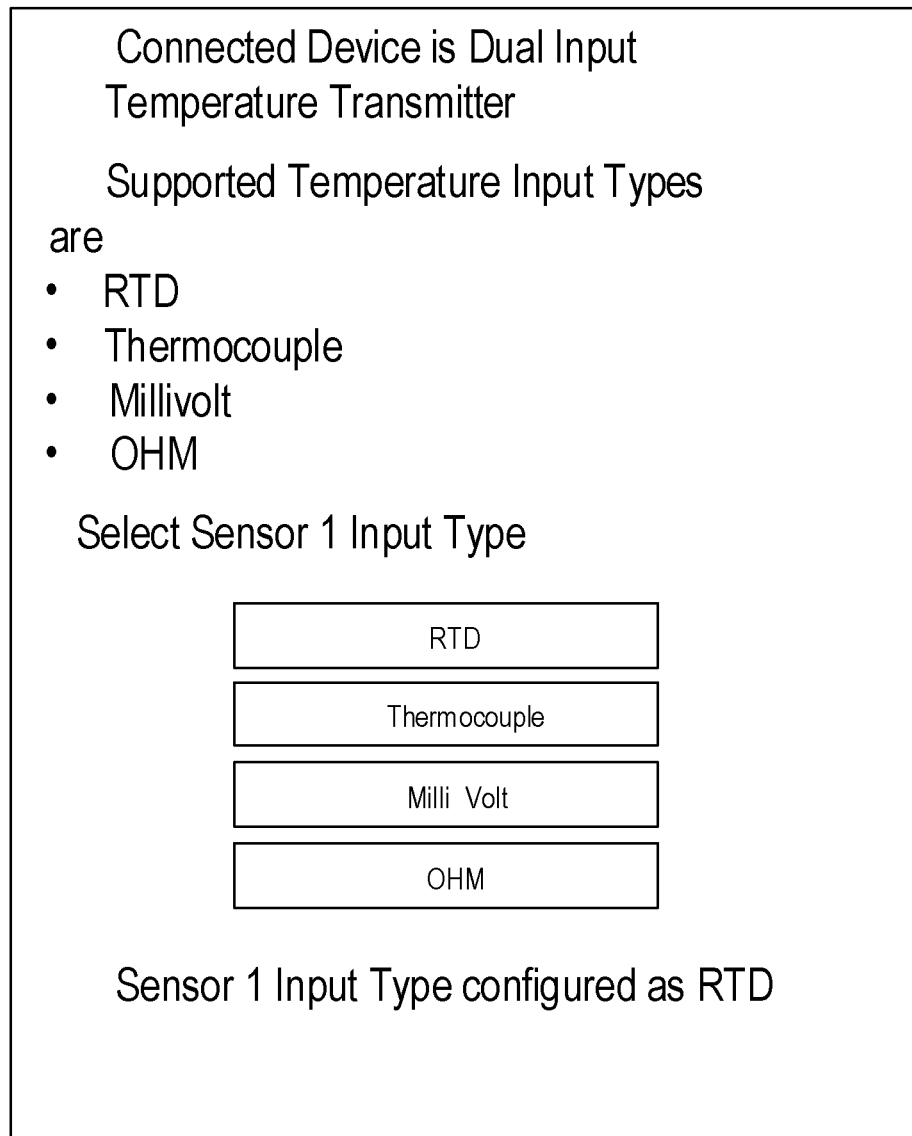 Connected Device is Dual Input
Temperature Transmitter
Supported Temperature Input Types
are
• RTD
• Thermocouple
• Millivolt
• OHM
Select Sensor 1 Input Type
RTD
Thermocouple
Milli Volt
OHM
Sensor 1 Input Type configured as RTD